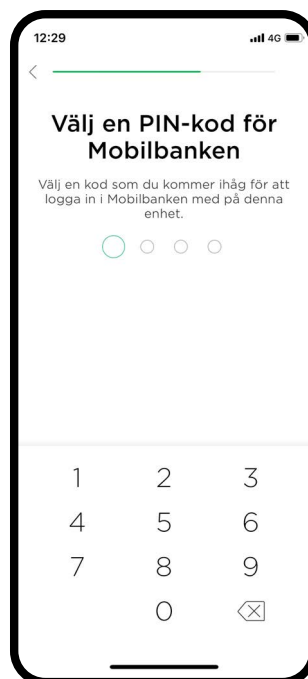 12:29 4G
Välj en PIN-kod för
Mobilbanken
Välj en kod som du kommer ihåg för att
logga in i Mobilbanken med på denna
enhet.
1 2 3
4 5 6
7 8 9
0